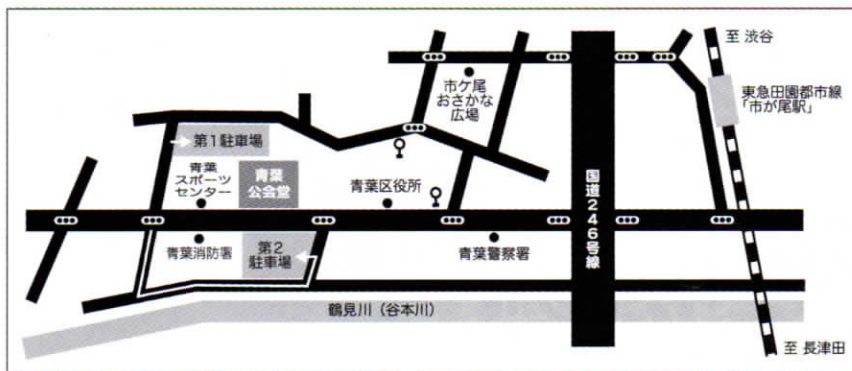 至 渋谷
東急田園都市線
「市が尾駅」
市ケ尾
おさかな
広場
第1駐車場
青葉
スポーツ
センター
青葉
公会堂
青葉区役所
国道246号線
青葉消防署
第2
駐車場
青葉警察署
鶴見川（谷本川）
至 長津田